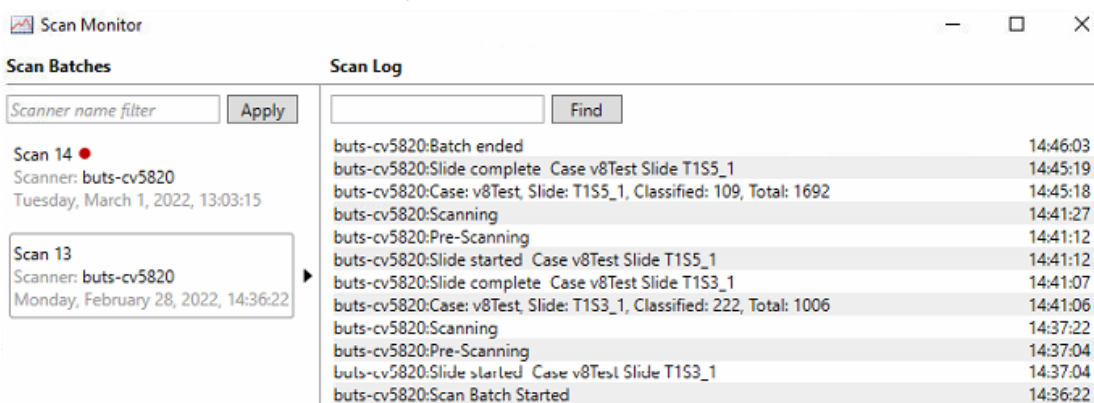 Scan Monitor
Scan Batches
Scan Log
Scanner name filter
Apply
Find
Scan 14
Scanner: buts-cv5820
Tuesday, March 1, 2022, 13:03:15
Scan 13
Scanner: buts-cv5820
Monday, February 28, 2022, 14:36:22
buts-cv5820:Batch ended 14:46:03
buts-cv5820:Slide complete Case v8Test Slide T1S5_1 14:45:19
buts-cv5820:Case: v8Test, Slide: T1S5_1, Classified: 109, Total: 1692 14:45:18
buts-cv5820:Scanning 14:41:27
buts-cv5820:Pre-Scanning 14:41:12
buts-cv5820:Slide started Case v8Test Slide T1S5_1 14:41:12
buts-cv5820:Slide complete Case v8Test Slide T1S3_1 14:41:07
buts-cv5820:Case: v8Test, Slide: T1S3_1, Classified: 222, Total: 1006 14:41:06
buts-cv5820:Scanning 14:37:22
buts-cv5820:Pre-Scanning 14:37:04
buts-cv5820:Slide started Case v8Test Slide T1S3_1 14:37:04
buts-cv5820:Scan Batch Started 14:36:22